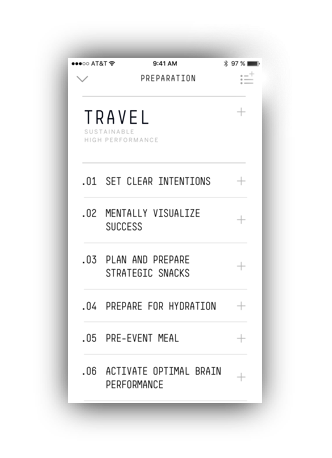 ●●●○○ AT&T 9:41 AM 97 %
PREPARATION
TRAVEL
SUSTAINABLE
HIGH PERFORMANCE
.01 SET CLEAR INTENTIONS
.02 MENTALLY VISUALIZE
SUCCESS
.03 PLAN AND PREPARE
STRATEGIC SNACKS
.04 PREPARE FOR HYDRATION
.05 PRE-EVENT MEAL
.06 ACTIVATE OPTIMAL BRAIN
PERFORMANCE